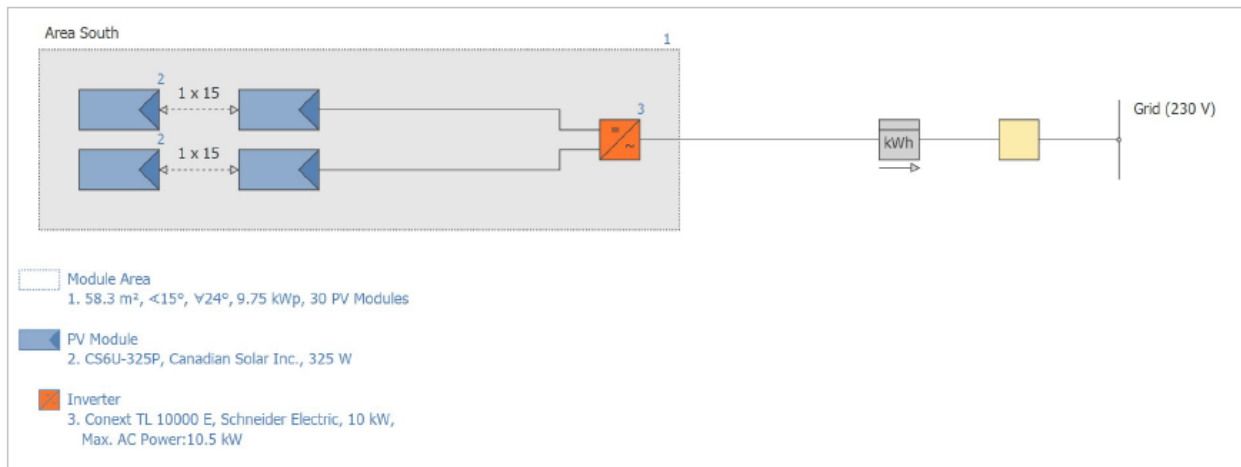 Area South
1
2
1 x 15
3
2
1 x 15
=
~
kWh
Grid (230 V)
Module Area
1. 58.3 m², ∢15°, ∀24°, 9.75 kWp, 30 PV Modules
PV Module
2. CS6U-325P, Canadian Solar Inc., 325 W
Inverter
3. Conext TL 10000 E, Schneider Electric, 10 kW,
Max. AC Power:10.5 kW